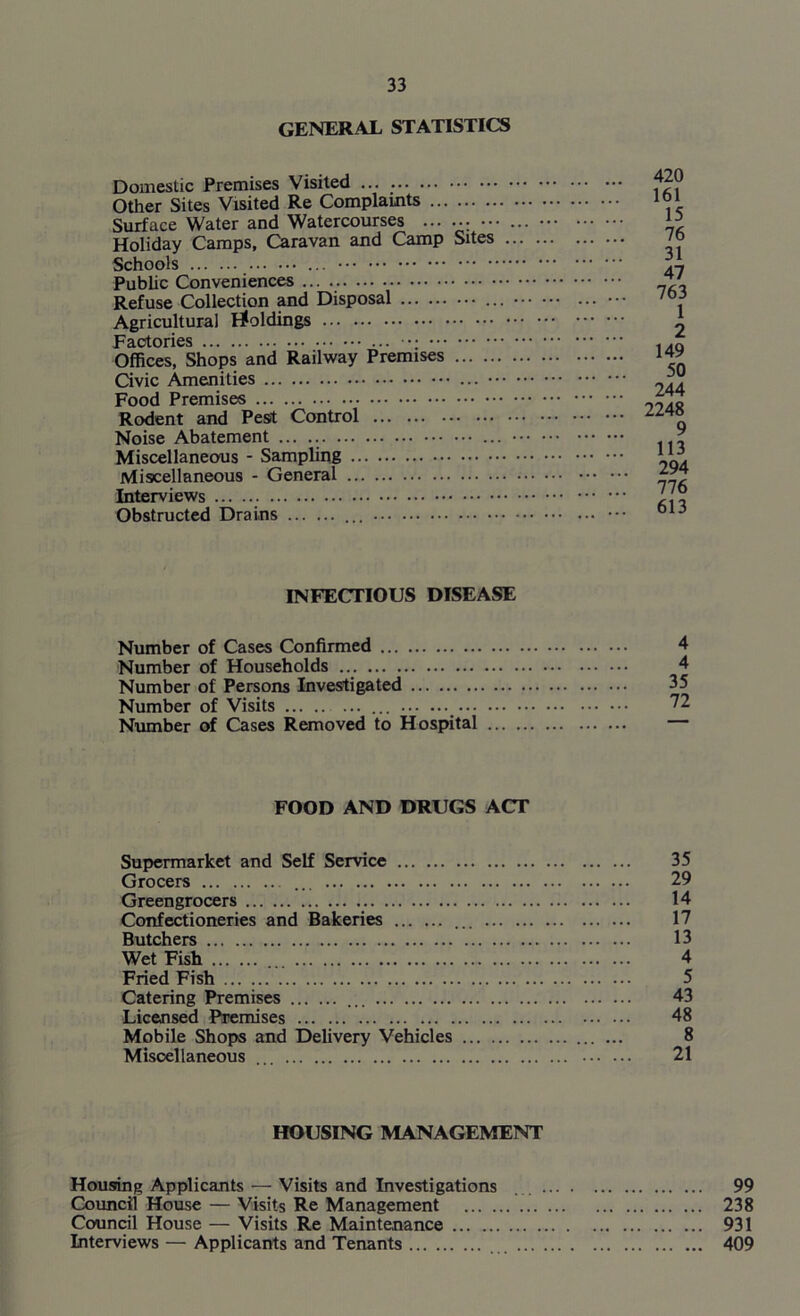 33
GENERAL STATISTICS
Domestic Premises Visited ... 420
Other Sites Visited Re Complaints ... 161
Surface Water and Watercourses ... 15
Holiday Camps, Caravan and Camp Sites ... 76
Schools ... 31
Public Conveniences ... 47
Refuse Collection and Disposal ... 763
Agricultural Holdings ... 1
Factories ... 2
Offices, Shops and Railway Premises ... 149
Civic Amenities ... 50
Food Premises ... 244
Rodent and Pest Control ... 2248
Noise Abatement ... 9
Miscellaneous - Sampling ... 113
Miscellaneous - General ... 294
Interviews ... 776
Obstructed Drains ... 613
INFECTIOUS DISEASE
Number of Cases Confirmed ... 4
Number of Households ... 4
Number of Persons Investigated ... 35
Number of Visits ... 72
Number of Cases Removed to Hospital ... —
FOOD AND DRUGS ACT
Supermarket and Self Service ... 35
Grocers ... 29
Greengrocers ... 14
Confectioneries and Bakeries ... 17
Butchers ... 13
Wet Fish ... 4
Fried Fish ... 5
Catering Premises ... 43
Licensed Premises ... 48
Mobile Shops and Delivery Vehicles ... 8
Miscellaneous ... 21
HOUSING MANAGEMENT
Housing Applicants — Visits and Investigations ... 99
Council House — Visits Re Management ... 238
Council House — Visits Re Maintenance ... 931
Interviews — Applicants and Tenants ... 409